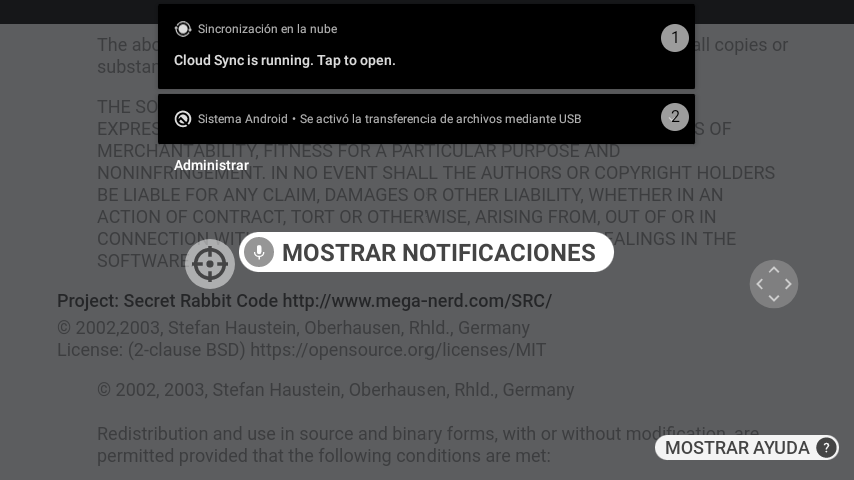 The abo
all copies or
substan
Sincronización en la nube
1
Cloud Sync is running. Tap to open.
Sistema Android • Se activó la transferencia de archivos mediante USB
2
THE SO
EXPRES
S OF
MERCHANTABILITY, FITNESS FOR A PARTICULAR PURPOSE AND
Administrar
NONINFRINGEMENT. IN NO EVENT SHALL THE AUTHORS OR COPYRIGHT HOLDERS
BE LIABLE FOR ANY CLAIM, DAMAGES OR OTHER LIABILITY, WHETHER IN AN
ACTION OF CONTRACT, TORT OR OTHERWISE, ARISING FROM, OUT OF OR IN
CONNECTION WIT
EALINGS IN THE
MOSTRAR NOTIFICACIONES
SOFTWARE
Project: Secret Rabbit Code http://www.mega-nerd.com/SRC/
© 2002,2003, Stefan Haustein, Oberhausen, Rhld., Germany
License: (2-clause BSD) https://opensource.org/licenses/MIT
© 2002, 2003, Stefan Haustein, Oberhausen, Rhld., Germany
Redistribution and use in source and binary forms, with or without modification, are
MOSTRAR AYUDA ?
permitted provided that the following conditions are met: